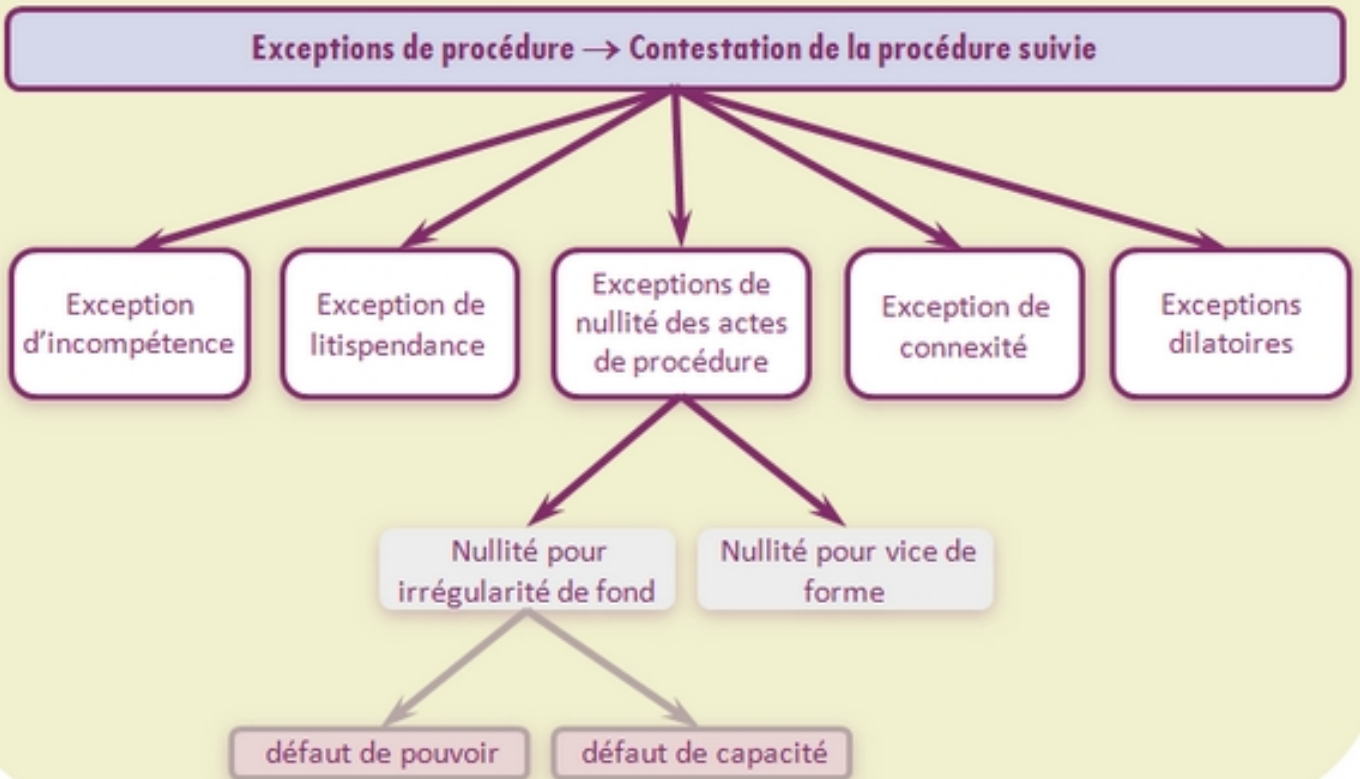 Exceptions de procédure → Contestation de la procédure suivie
Exception
d'incompétence
Exception de
litispendance
Exceptions de
nullité des actes
de procédure
Exception de
connexité
Exceptions
dilatoires
Nullité pour
irrégularité de fond
Nullité pour vice de
forme
défaut de pouvoir
défaut de capacité